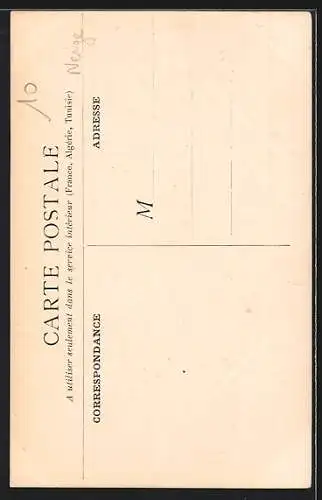 10
Neige
CARTE POSTALE
A utiliser seulement dans le service intérieur (France, Algérie, Tunisie)
CORRESPONDANCE
ADRESSE
M